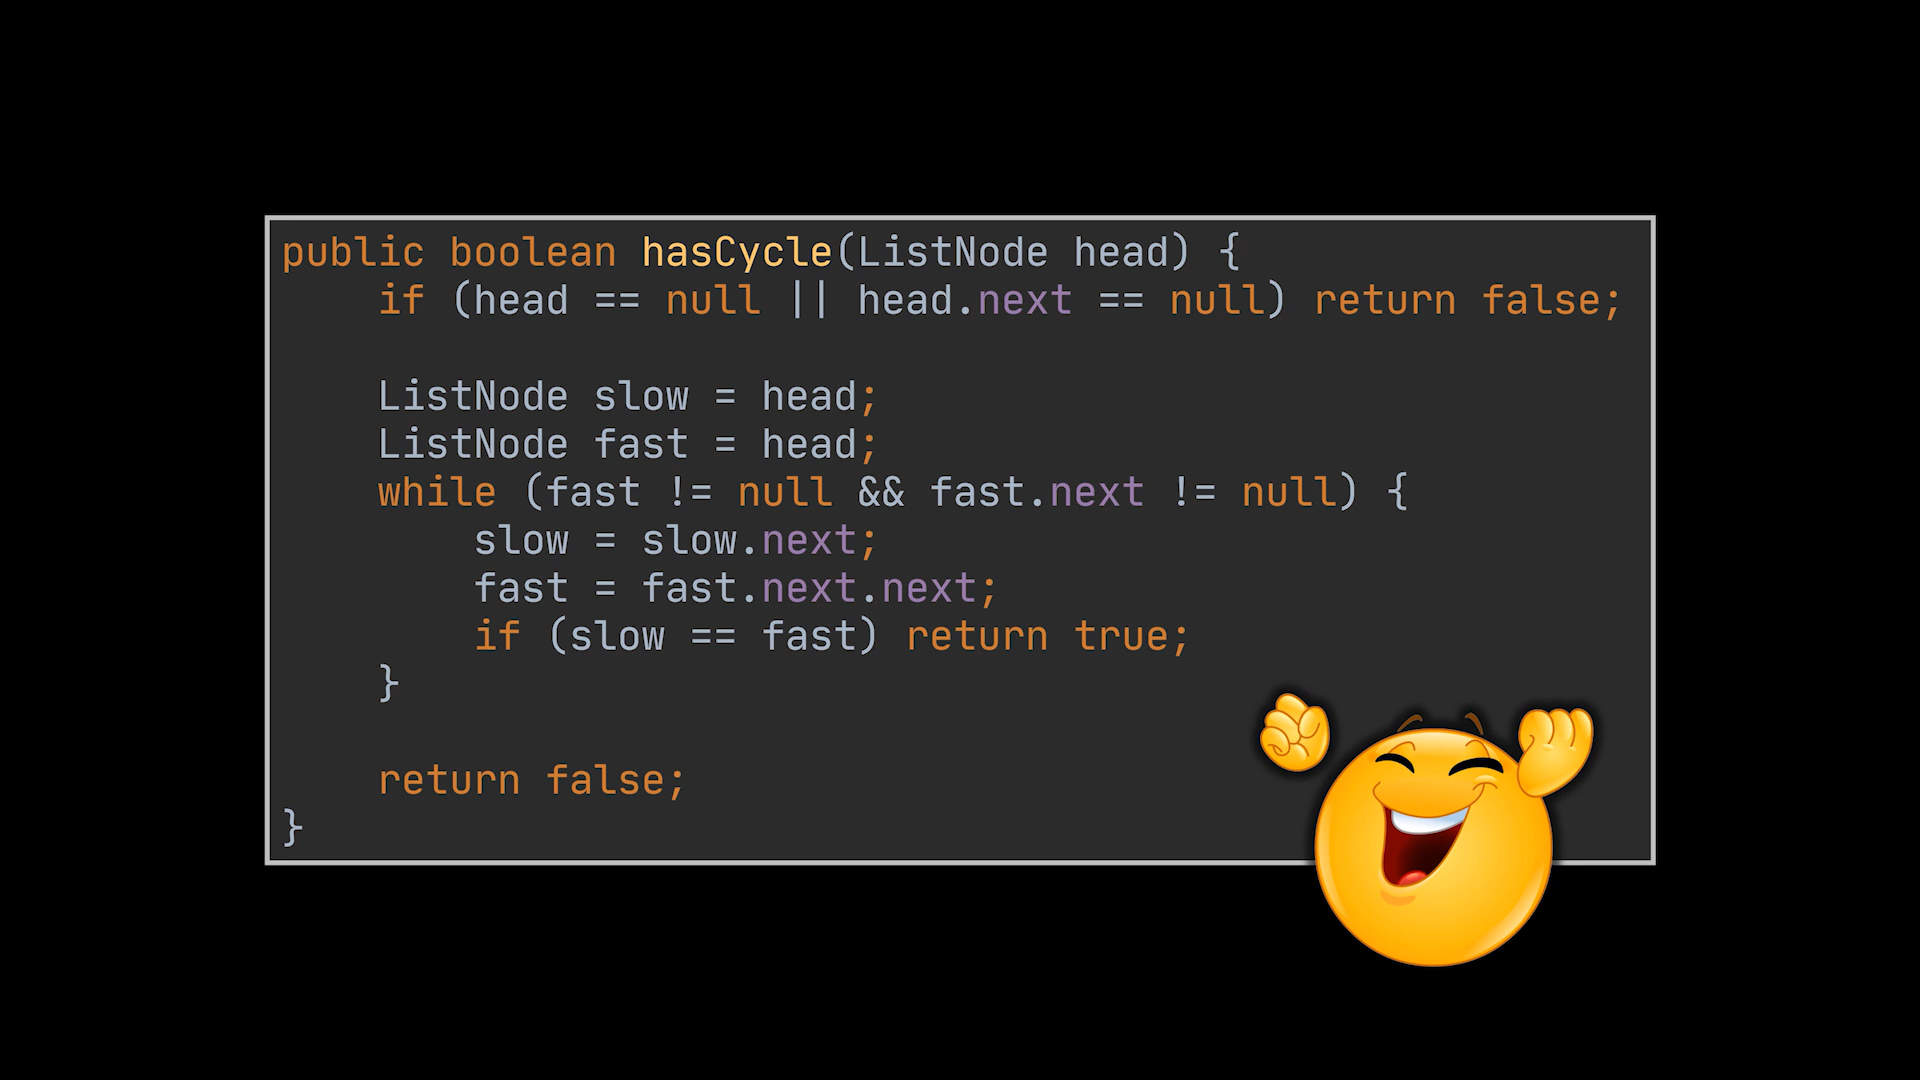 public boolean hasCycle(ListNode head) {
    if (head == null || head.next == null) return false;
    ListNode slow = head;
    ListNode fast = head;
    while (fast != null && fast.next != null) {
        slow = slow.next;
        fast = fast.next.next;
        if (slow == fast) return true;
    }
    return false;
}